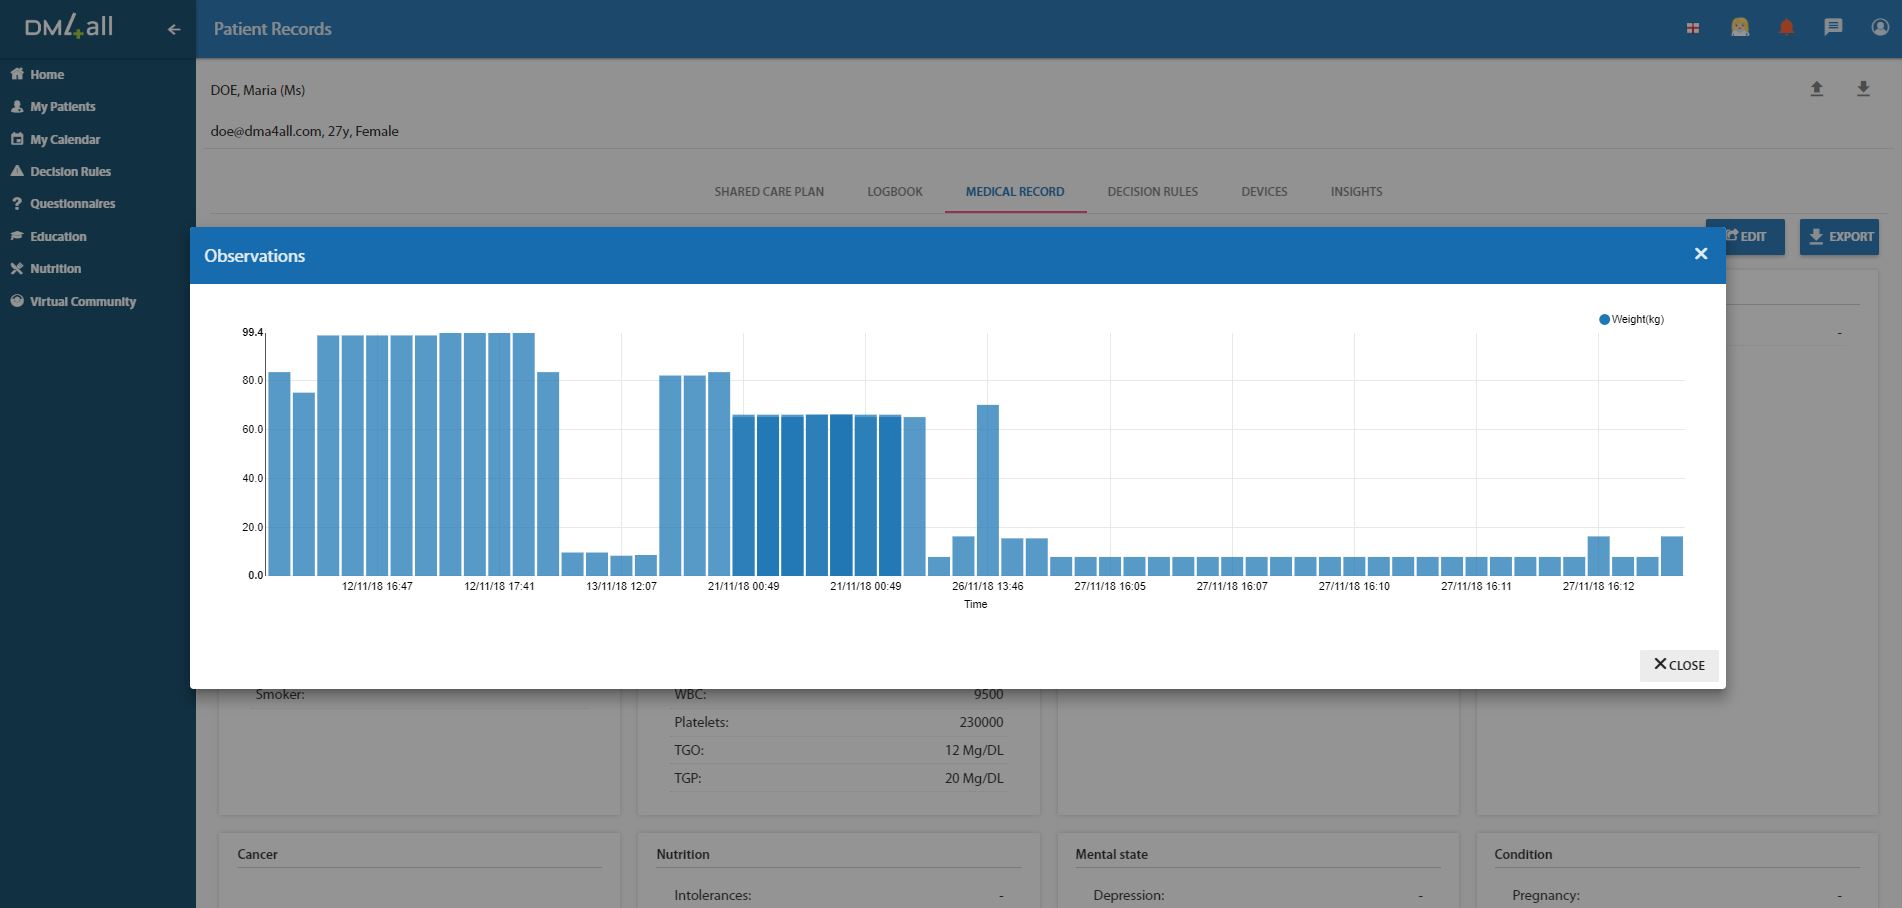 DM4all
Patient Records
Home
My Patients
My Calendar
Decision Rules
Questionnaires
Education
Nutrition
Virtual Community
DOE, Maria (Ms)
doe@dma4all.com, 27y, Female
SHARED CARE PLAN LOGBOOK MEDICAL RECORD DECISION RULES DEVICES INSIGHTS
EDIT EXPORT
Observations
Weight(kg)
99.4
80.0
60.0
40.0
20.0
0.0
12/11/18 16:47 12/11/18 17:41 13/11/18 12:07 21/11/18 00:49 21/11/18 00:49 26/11/18 13:46 27/11/18 16:05 27/11/18 16:07 27/11/18 16:10 27/11/18 16:11 27/11/18 16:12
Time
CLOSE
-
Smoker:
WBC: 9500
Platelets: 230000
TGO: 12 Mg/DL
TGP: 20 Mg/DL
Cancer
Nutrition
Intolerances: -
Mental state
Depression: -
Condition
Pregnancy: -